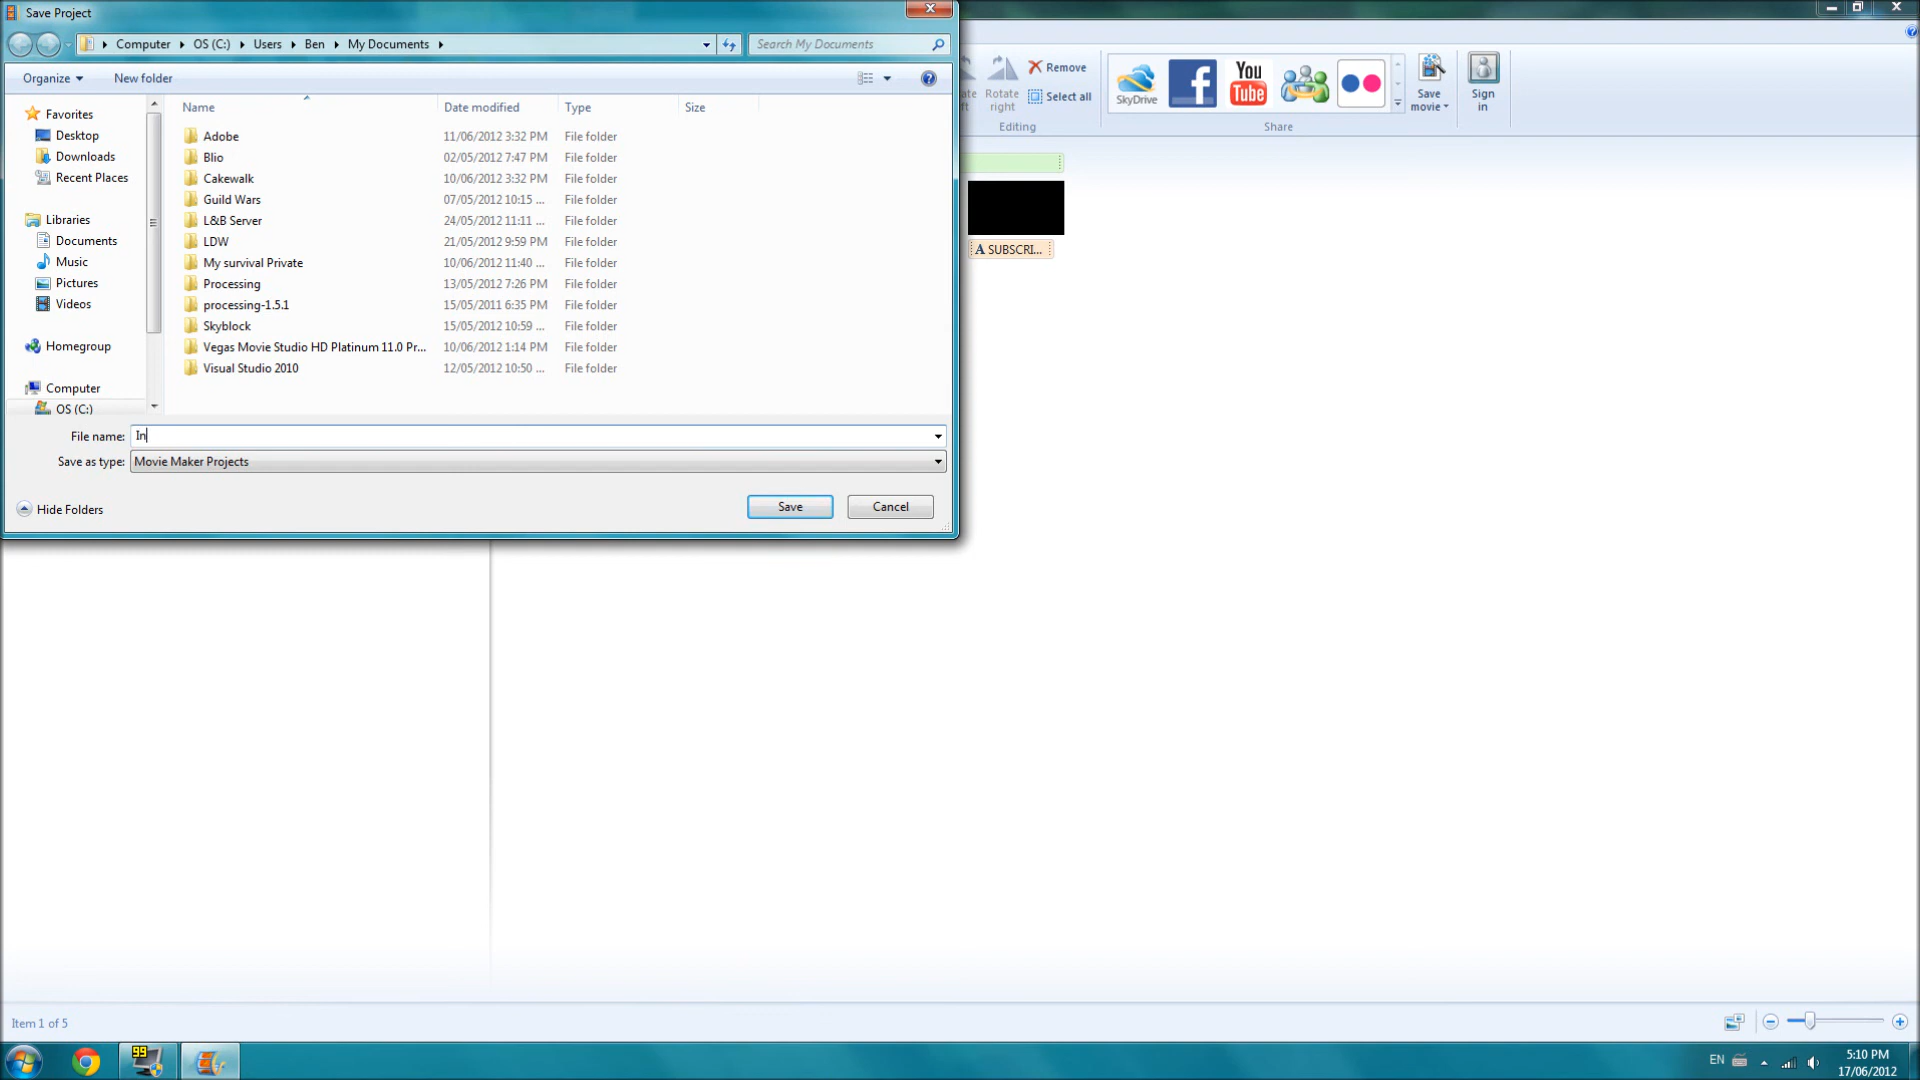 Save Project
Computer OS (C:) Users Ben My Documents
Search My Documents
Organize New folder
Favorites
Desktop
Downloads
Recent Places
Libraries
Documents
Music
Pictures
Videos
Homegroup
Computer
OS (C:)
Name Date modified Type Size
Adobe 11/06/2012 3:32 PM File folder
Blio 02/05/2012 7:47 PM File folder
Cakewalk 10/06/2012 3:32 PM File folder
Guild Wars 07/05/2012 10:15 ... File folder
L&B Server 24/05/2012 11:11 ... File folder
LDW 21/05/2012 9:59 PM File folder
My survival Private 10/06/2012 11:40 ... File folder
Processing 13/05/2012 7:26 PM File folder
processing-1.5.1 15/05/2011 6:35 PM File folder
Skyblock 15/05/2012 10:59 ... File folder
Vegas Movie Studio HD Platinum 11.0 Pr... 10/06/2012 1:14 PM File folder
Visual Studio 2010 12/05/2012 10:50 ... File folder
File name: In
Save as type: Movie Maker Projects
Hide Folders
Save Cancel
Rotate right
Remove
Select all
Editing
SkyDrive
You Tube
Share
Save movie
Sign in
A SUBSCRI...
Item 1 of 5
99
EN
5:10 PM
17/06/2012